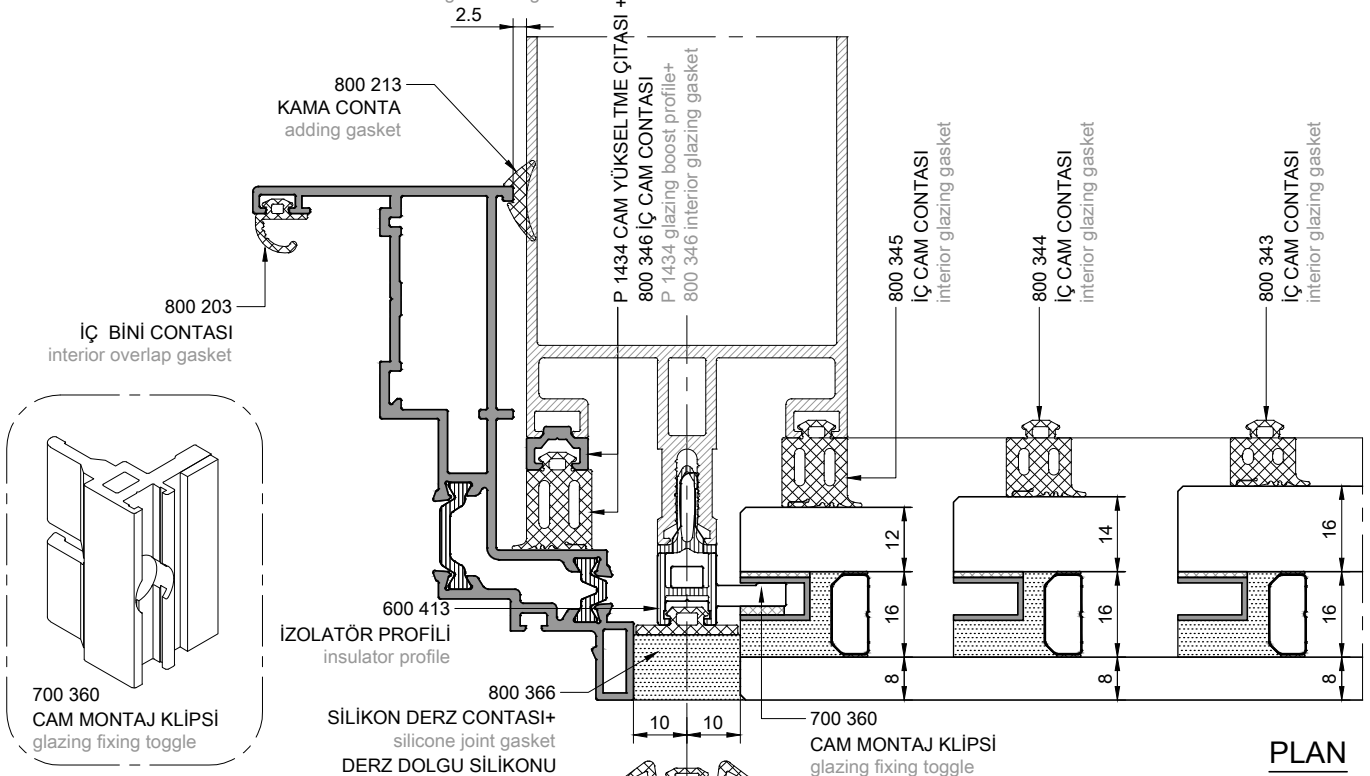 2.5
800 213
KAMA CONTA
adding gasket
P 1434 CAM YÜKSELTME ÇITASI +
800 346 İÇ CAM CONTASI
P 1434 glazing boost profile+
800 346 interior glazing gasket
800 345
İÇ CAM CONTASI
interior glazing gasket
800 344
İÇ CAM CONTASI
interior glazing gasket
800 343
İÇ CAM CONTASI
interior glazing gasket
800 203
İÇ BİNİ CONTASI
interior overlap gasket
12
14
16
16
16
16
8
8
8
600 413
İZOLATÖR PROFİLİ
insulator profile
700 360
CAM MONTAJ KLİPSİ
glazing fixing toggle
800 366
SİLİKON DERZ CONTASI+
silicone joint gasket
DERZ DOLGU SİLİKONU
10
10
700 360
CAM MONTAJ KLİPSİ
glazing fixing toggle
PLAN